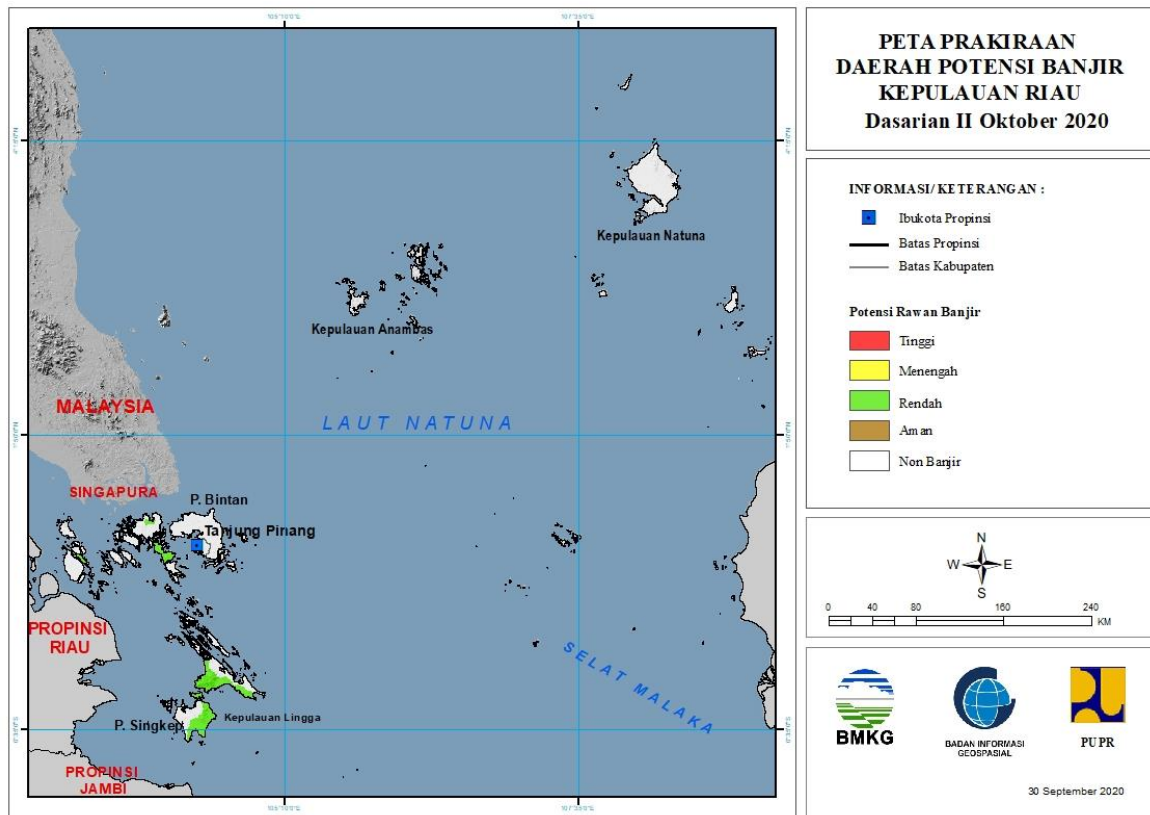 PETA PRAKIRAAN
DAERAH POTENSI BANJIR
KEPULAUAN RIAU
Dasarian II Oktober 2020
INFORMASI/KETERANGAN :
Ibukota Propinsi
Batas Propinsi
Batas Kabupaten
Potensi Rawan Banjir
Tinggi
Menengah
Rendah
Aman
Non Banjir
N
W E
S
0 40 80 160 240
KM
BMKG
BADAN INFORMASI
GEOSPASIAL
PUPR
30 September 2020
Kepulauan Natuna
Kepulauan Anambas
MALAYSIA
LAUT NATUNA
SINGAPURA
P. Bintan
Tanjung Pinang
PROPINSI
RIAU
SELAT MALAKA
Kepulauan Lingga
P. Singkep
PROPINSI
JAMBI